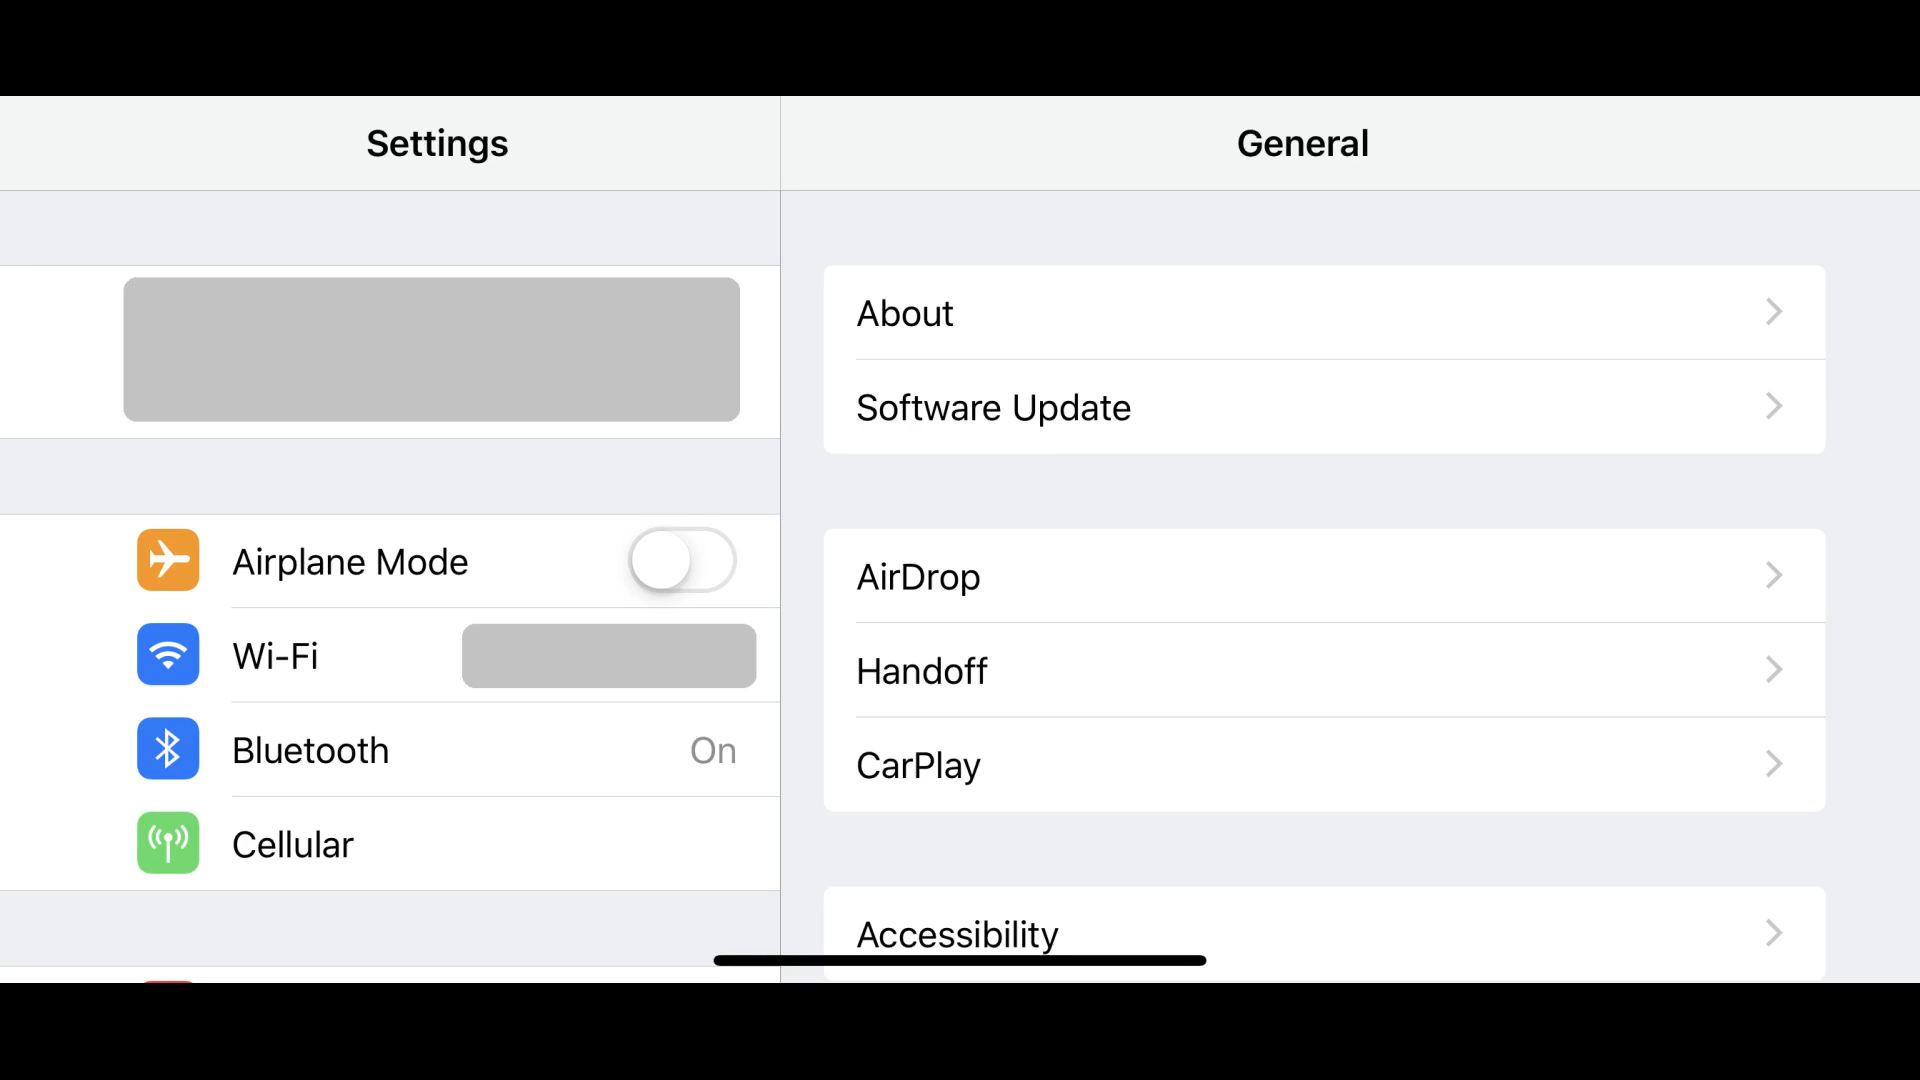 Settings
General
About
Software Update
Airplane Mode
Wi-Fi
Bluetooth On
Cellular
AirDrop
Handoff
CarPlay
Accessibility